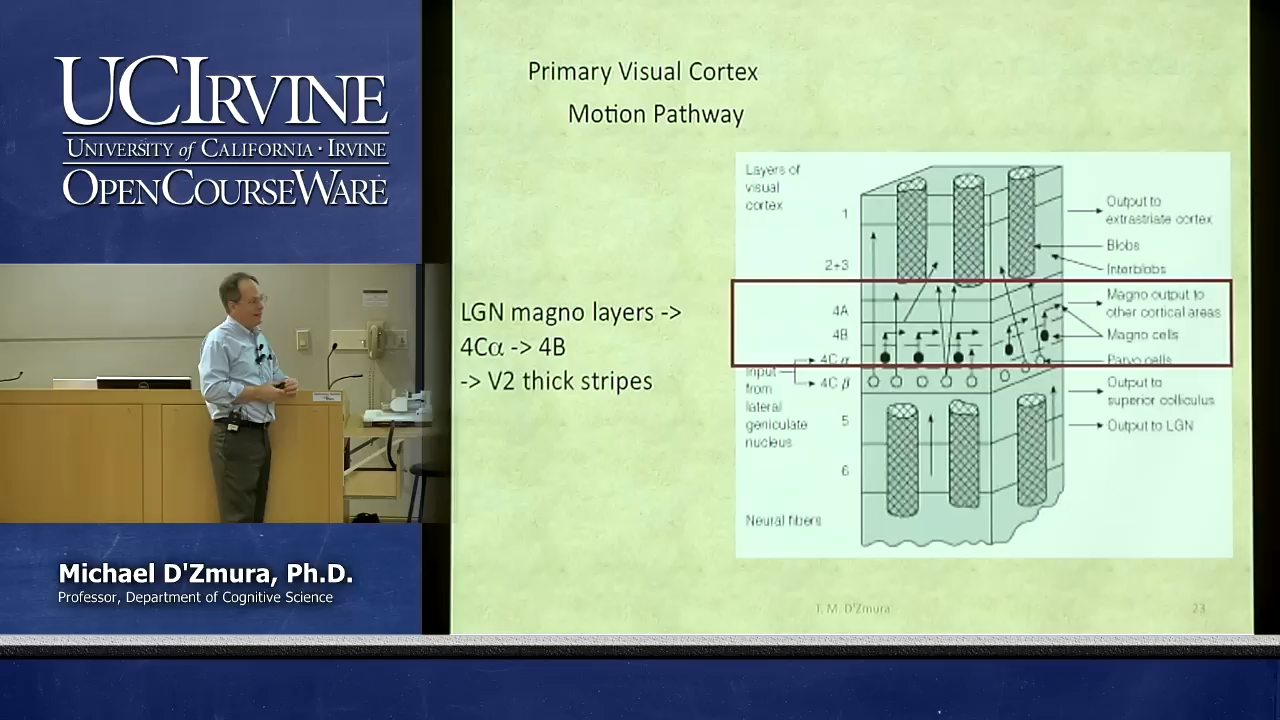 UCIRVINE
UNIVERSITY of CALIFORNIA · IRVINE
OPENCOURSEWARE
Michael D'Zmura, Ph.D.
Professor, Department of Cognitive Science
Primary Visual Cortex
Motion Pathway
LGN magno layers ->
4Cα -> 4B
-> V2 thick stripes
Layers of
visual
cortex
1
2+3
4A
4B
4C α
4C β
Input
from
lateral
geniculate
nucleus
5
6
Neural fibers
Output to
extrastriate cortex
Blobs
Interblobs
Magno output to
other cortical areas
Magno cells
Parvo cells
Output to
superior colliculus
Output to LGN
T. M. D'Zmura
23